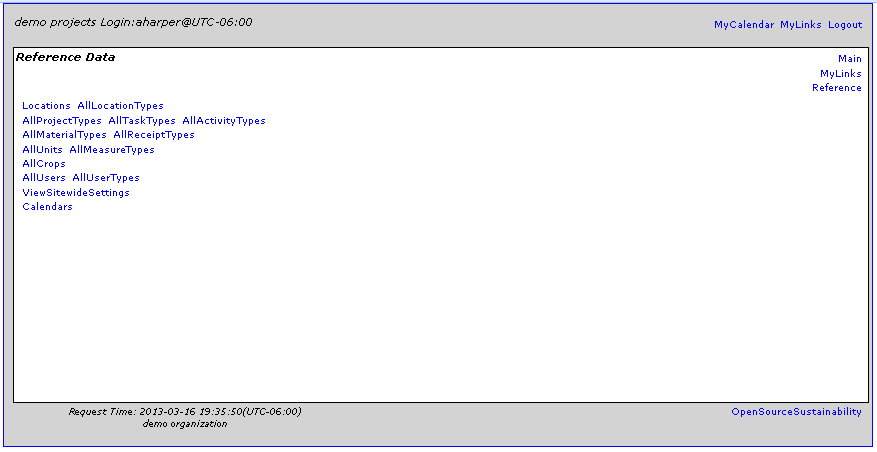 demo projects Login:aharper@UTC-06:00 MyCalendar MyLinks Logout
Reference Data Main
MyLinks
Reference
Locations AllLocationTypes
AllProjectTypes AllTaskTypes AllActivityTypes
AllMaterialTypes AllReceiptTypes
AllUnits AllMeasureTypes
AllCrops
AllUsers AllUserTypes
ViewSitewideSettings
Calendars
Request Time: 2013-03-16 19:35:50(UTC-06:00) OpenSourceSustainability
demo organization